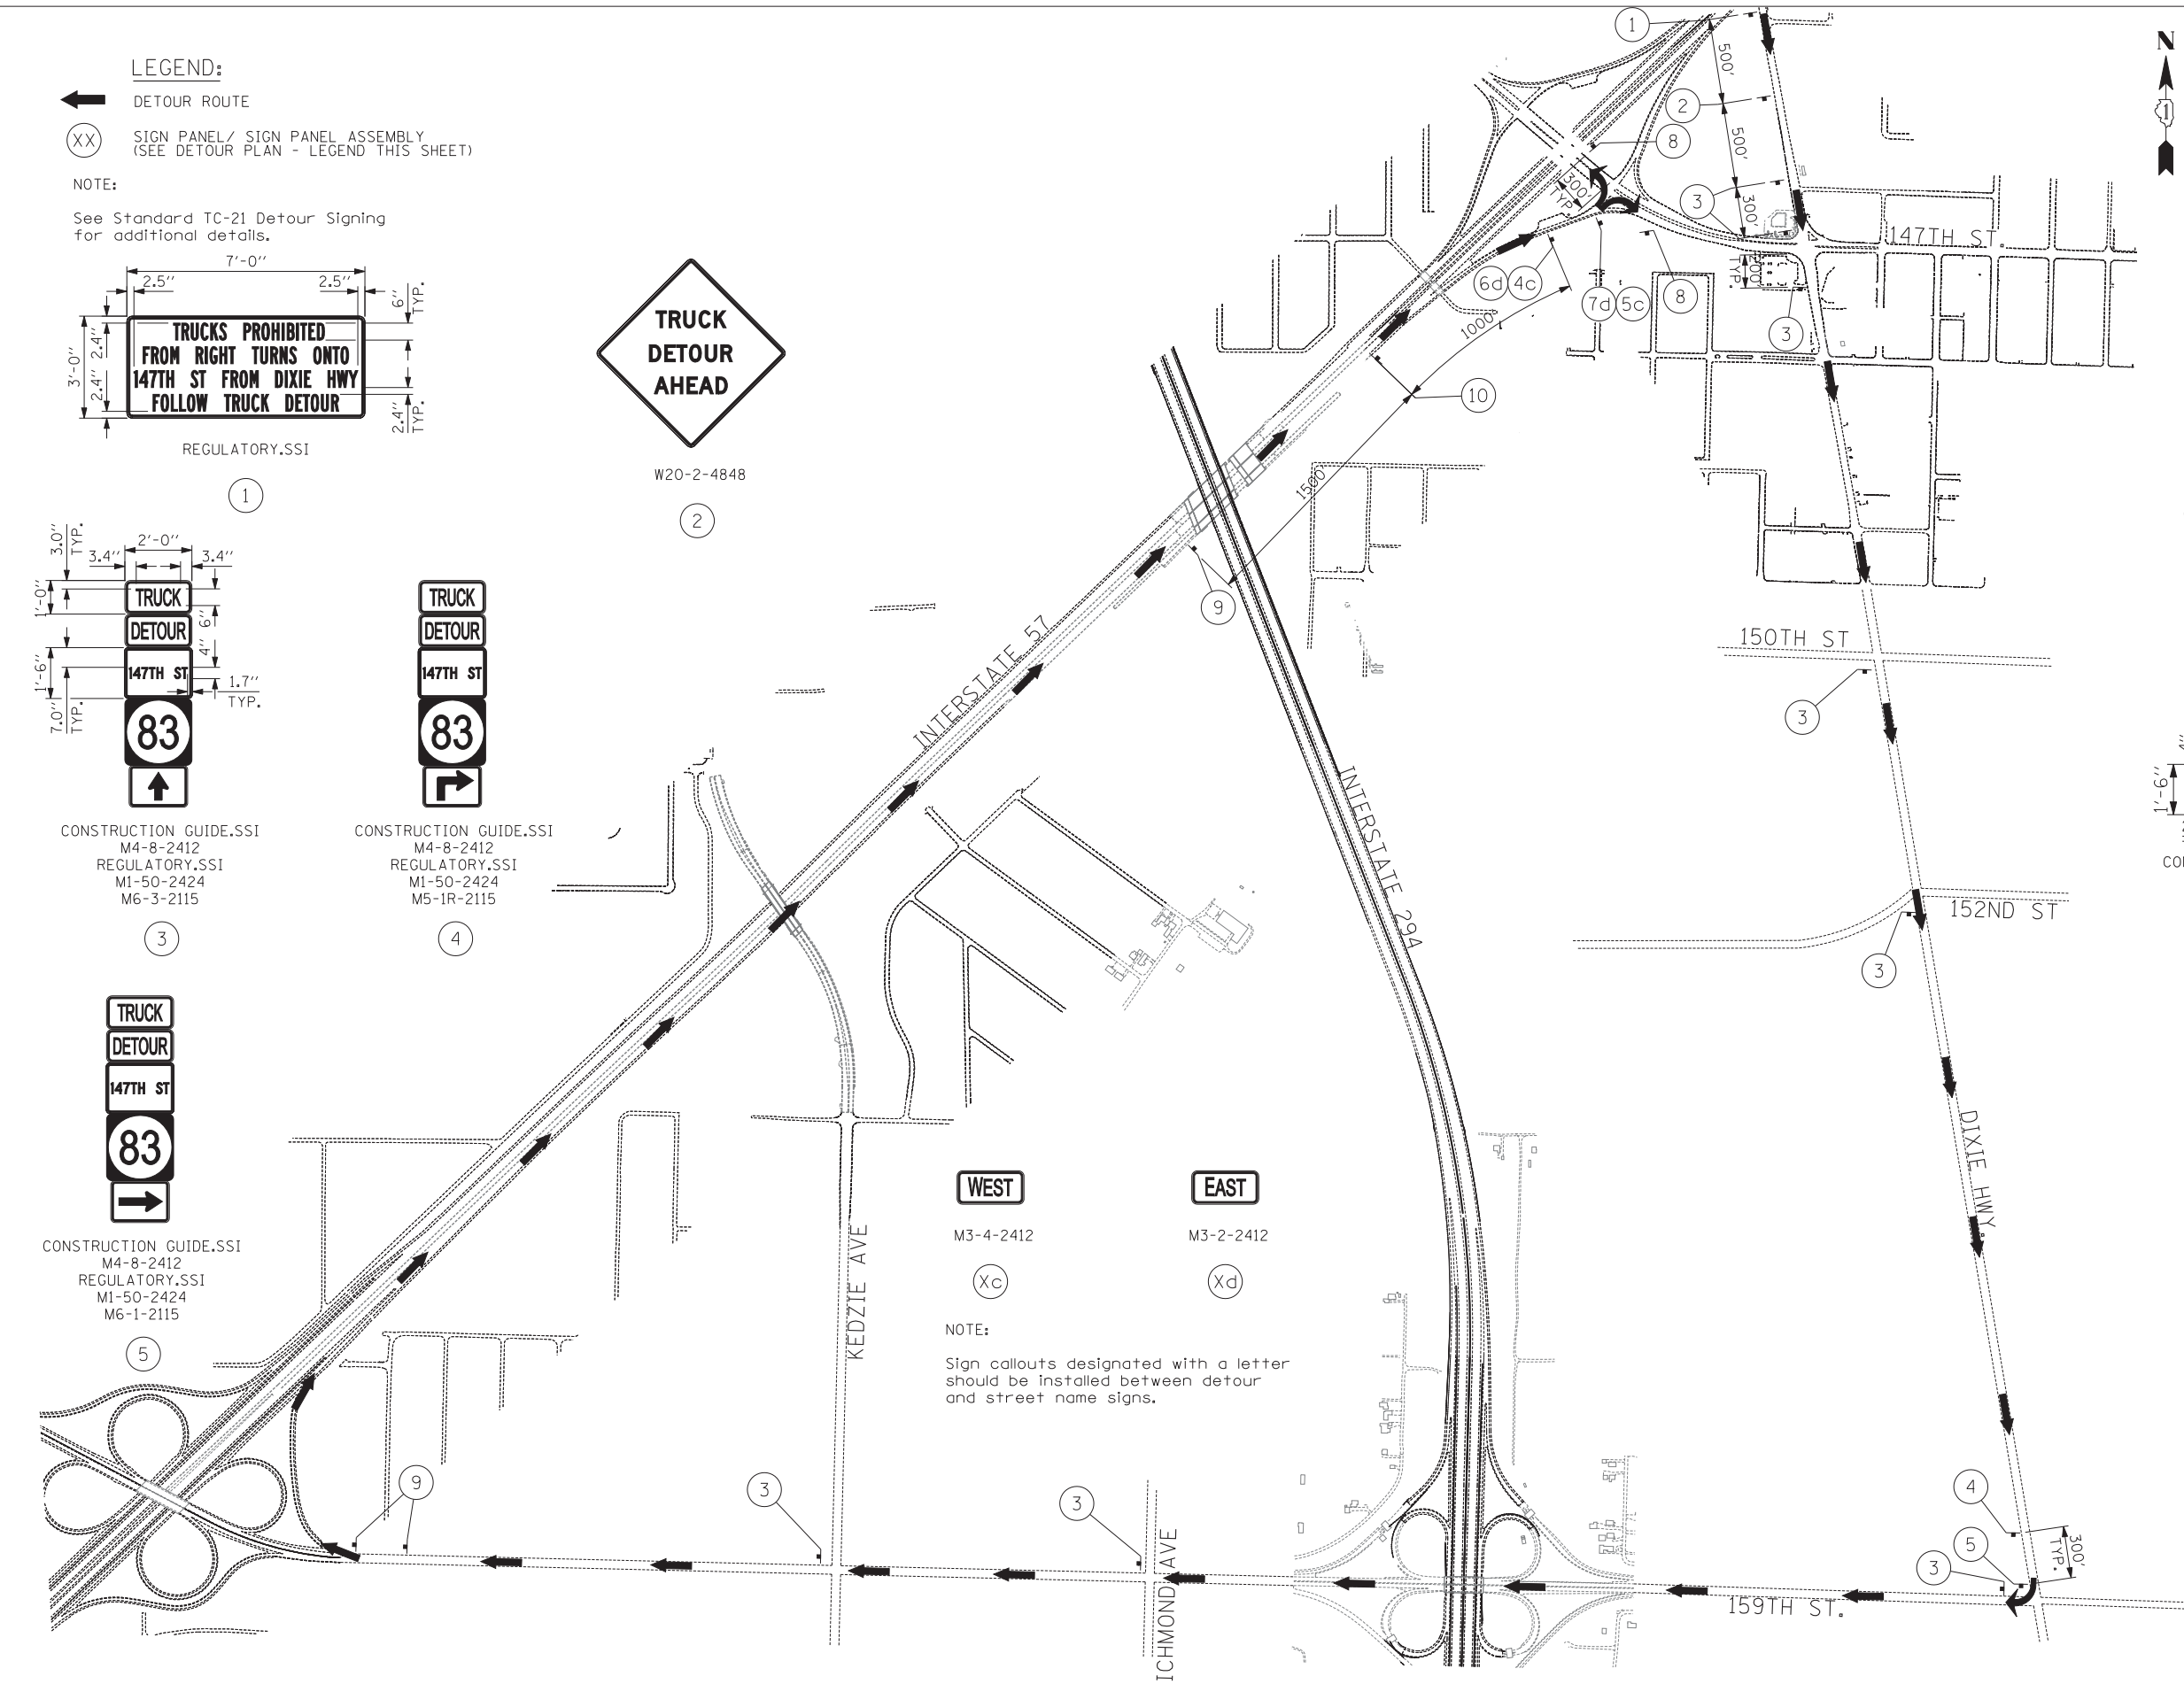 LEGEND:
DETOUR ROUTE
XX
SIGN PANEL/ SIGN PANEL ASSEMBLY
(SEE DETOUR PLAN - LEGEND THIS SHEET)
NOTE:
See Standard TC-21 Detour Signing
for additional details.
7'-0''
2.5''
2.5''
6''
TYP.
3'-0''
2.4''
2.4''
2.4''
TYP.
TRUCKS PROHIBITED
FROM RIGHT TURNS ONTO
147TH ST FROM DIXIE HWY
FOLLOW TRUCK DETOUR
REGULATORY.SSI
1
TRUCK
DETOUR
AHEAD
W20-2-4848
2
3.0''
TYP.
2'-0''
3.4''
3.4''
1'-0''
6''
4''
1'-6''
1.7''
TYP.
7.0''
TYP.
TRUCK
DETOUR
147TH ST
83
CONSTRUCTION GUIDE.SSI
M4-8-2412
REGULATORY.SSI
M1-50-2424
M6-3-2115
3
TRUCK
DETOUR
147TH ST
83
CONSTRUCTION GUIDE.SSI
M4-8-2412
REGULATORY.SSI
M1-50-2424
M5-1R-2115
4
TRUCK
DETOUR
147TH ST
83
CONSTRUCTION GUIDE.SSI
M4-8-2412
REGULATORY.SSI
M1-50-2424
M6-1-2115
5
WEST
M3-4-2412
Xc
EAST
M3-2-2412
Xd
NOTE:
Sign callouts designated with a letter
should be installed between detour
and street name signs.
1
500'
2
500'
8
3
300'
300'
TYP.
147TH ST.
TYP.
6d
4c
7d
5c
8
3
1000'
10
1500
9
INTERSTATE 57
INTERSTATE 294
150TH ST
3
152ND ST
3
DIXIE HWY.
KEDZIE AVE
ICHMOND AVE
9
3
3
4
5
3
300'
TYP.
159TH ST.
N
1
4''
1'-6''